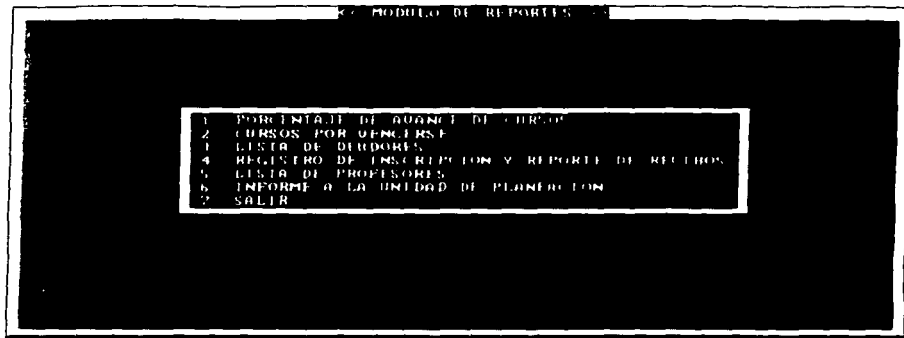 << MODULO DE REPORTES >>
1 PORCENTAJE DE AVANCE DE CURSOS
2 CURSOS POR VENCERSE
3 LISTA DE DEUDORES
4 REGISTRO DE INSCRIPCION Y REPORTE DE RECIBOS
5 LISTA DE PROFESORES
6 INFORME A LA UNIDAD DE PLANEACION
7 SALIR